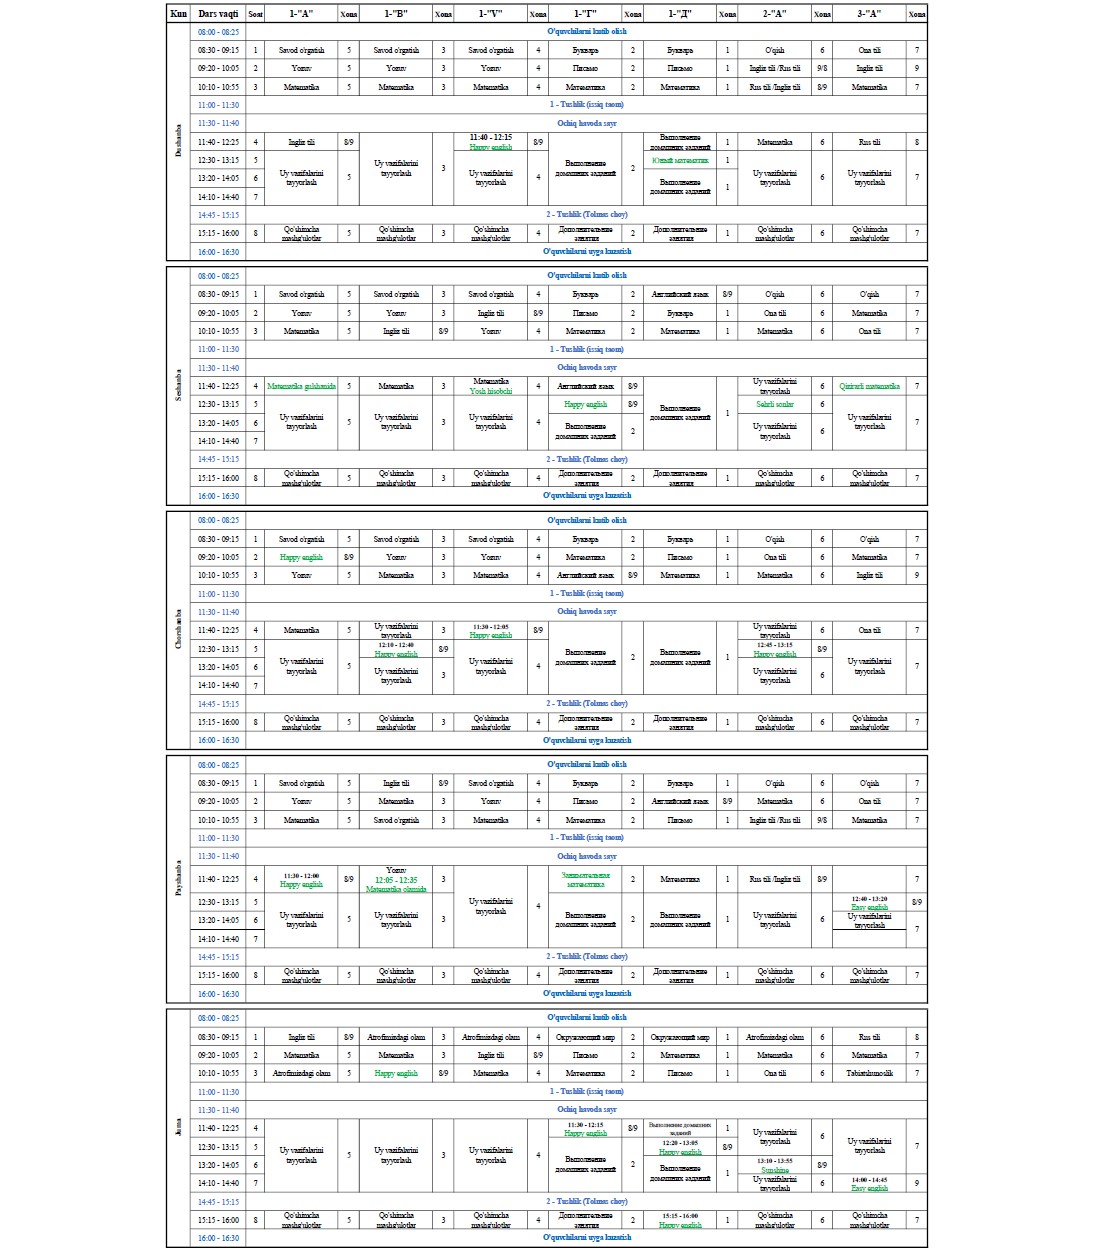 Kun Dars vaqti Soat 1-"A" Xona 1-"B" Xona 1-"V" Xona 1-"Г" Xona 1-"Д" Xona 2-"A" Xona 3-"A" Xona
Dushanba
08:00 - 08:25 O'quvchilarni kutib olish
08:30 - 09:15 1 Savod o'rgatish 5 Savod o'rgatish 3 Savod o'rgatish 4 Букварь 2 Букварь 1 O'qish 6 Ona tili 7
09:20 - 10:05 2 Yozuv 5 Yozuv 3 Yozuv 4 Письмо 2 Письмо 1 Ingliz tili /Rus tili 9/8 Ingliz tili 9
10:10 - 10:55 3 Matematika 5 Matematika 3 Matematika 4 Математика 2 Математика 1 Rus tili /Ingliz tili 8/9 Matematika 7
11:00 - 11:30 1 - Tushlik (issiq taom)
11:30 - 11:40 Ochiq havoda sayr
11:40 - 12:25 4 Ingliz tili 8/9 Uy vazifalarini tayyorlash 3 11:40 - 12:15 Happy english 8/9 Выполнение домашних заданий 2 Выполнение домашних заданий 1 Matematika 6 Rus tili 8
12:30 - 13:15 5 Uy vazifalarini tayyorlash 5 Uy vazifalarini tayyorlash 4 Юный математик 1 Uy vazifalarini tayyorlash 6 Uy vazifalarini tayyorlash 7
13:20 - 14:05 6 Выполнение домашних заданий 1
14:10 - 14:40 7
14:45 - 15:15 2 - Tushlik (Tolmas choy)
15:15 - 16:00 8 Qo'shimcha mashg'ulotlar 5 Qo'shimcha mashg'ulotlar 3 Qo'shimcha mashg'ulotlar 4 Дополнительные занятия 2 Дополнительные занятия 1 Qo'shimcha mashg'ulotlar 6 Qo'shimcha mashg'ulotlar 7
16:00 - 16:30 O'quvchilarni uyga kuzatish
Seshanba
08:00 - 08:25 O'quvchilarni kutib olish
08:30 - 09:15 1 Savod o'rgatish 5 Savod o'rgatish 3 Savod o'rgatish 4 Букварь 2 Английский язык 8/9 O'qish 6 O'qish 7
09:20 - 10:05 2 Yozuv 5 Yozuv 3 Ingliz tili 8/9 Письмо 2 Букварь 1 Ona tili 6 Matematika 7
10:10 - 10:55 3 Matematika 5 Ingliz tili 8/9 Yozuv 4 Математика 2 Математика 1 Matematika 6 Ona tili 7
11:00 - 11:30 1 - Tushlik (issiq taom)
11:30 - 11:40 Ochiq havoda sayr
11:40 - 12:25 4 Matematika gulshanida 5 Matematika 3 Matematika Yosh hisobchi 4 Английский язык 8/9 Выполнение домашних заданий 1 Uy vazifalarini tayyorlash 6 Qiziqarli matematika 7
12:30 - 13:15 5 Uy vazifalarini tayyorlash 5 Uy vazifalarini tayyorlash 3 Uy vazifalarini tayyorlash 4 Happy english 8/9 Sehrli sonlar 6 Uy vazifalarini tayyorlash 7
13:20 - 14:05 6 Выполнение домашних заданий 2 Uy vazifalarini tayyorlash 6
14:10 - 14:40 7
14:45 - 15:15 2 - Tushlik (Tolmas choy)
15:15 - 16:00 8 Qo'shimcha mashg'ulotlar 5 Qo'shimcha mashg'ulotlar 3 Qo'shimcha mashg'ulotlar 4 Дополнительные занятия 2 Дополнительные занятия 1 Qo'shimcha mashg'ulotlar 6 Qo'shimcha mashg'ulotlar 7
16:00 - 16:30 O'quvchilarni uyga kuzatish
Chorshanba
08:00 - 08:25 O'quvchilarni kutib olish
08:30 - 09:15 1 Savod o'rgatish 5 Savod o'rgatish 3 Savod o'rgatish 4 Букварь 2 Букварь 1 O'qish 6 O'qish 7
09:20 - 10:05 2 Happy english 8/9 Yozuv 3 Yozuv 4 Математика 2 Письмо 1 Ona tili 6 Matematika 7
10:10 - 10:55 3 Yozuv 5 Matematika 3 Matematika 4 Английский язык 8/9 Математика 1 Matematika 6 Ingliz tili 9
11:00 - 11:30 1 - Tushlik (issiq taom)
11:30 - 11:40 Ochiq havoda sayr
11:40 - 12:25 4 Matematika 5 Uy vazifalarini tayyorlash 3 11:30 - 12:05 Happy english 8/9 Выполнение домашних заданий 2 Выполнение домашних заданий 1 Uy vazifalarini tayyorlash 6 Ona tili 7
12:30 - 13:15 5 Uy vazifalarini tayyorlash 5 12:10 - 12:40 Happy english 8/9 Uy vazifalarini tayyorlash 4 12:45 - 13:15 Happy english 8/9 Uy vazifalarini tayyorlash 7
13:20 - 14:05 6 Uy vazifalarini tayyorlash 3 Uy vazifalarini tayyorlash 6
14:10 - 14:40 7
14:45 - 15:15 2 - Tushlik (Tolmas choy)
15:15 - 16:00 8 Qo'shimcha mashg'ulotlar 5 Qo'shimcha mashg'ulotlar 3 Qo'shimcha mashg'ulotlar 4 Дополнительные занятия 2 Дополнительные занятия 1 Qo'shimcha mashg'ulotlar 6 Qo'shimcha mashg'ulotlar 7
16:00 - 16:30 O'quvchilarni uyga kuzatish
Payshanba
08:00 - 08:25 O'quvchilarni kutib olish
08:30 - 09:15 1 Savod o'rgatish 5 Ingliz tili 8/9 Savod o'rgatish 4 Букварь 2 Букварь 1 O'qish 6 O'qish 7
09:20 - 10:05 2 Yozuv 5 Matematika 3 Yozuv 4 Письмо 2 Английский язык 8/9 Matematika 6 Ona tili 7
10:10 - 10:55 3 Matematika 5 Savod o'rgatish 3 Matematika 4 Математика 2 Письмо 1 Ingliz tili /Rus tili 9/8 Matematika 7
11:00 - 11:30 1 - Tushlik (issiq taom)
11:30 - 11:40 Ochiq havoda sayr
11:40 - 12:25 4 11:30 - 12:00 Happy english 8/9 Yozuv 12:05 - 12:35 Matematika olamida 3 Uy vazifalarini tayyorlash 4 Занимательная математика 2 Математика 1 Rus tili /Ingliz tili 8/9 7
12:30 - 13:15 5 Uy vazifalarini tayyorlash 5 Uy vazifalarini tayyorlash 3 Выполнение домашних заданий 2 Выполнение домашних заданий 1 Uy vazifalarini tayyorlash 6 12:40 - 13:20 Easy english 8/9
13:20 - 14:05 6 Uy vazifalarini tayyorlash 7
14:10 - 14:40 7
14:45 - 15:15 2 - Tushlik (Tolmas choy)
15:15 - 16:00 8 Qo'shimcha mashg'ulotlar 5 Qo'shimcha mashg'ulotlar 3 Qo'shimcha mashg'ulotlar 4 Дополнительные занятия 2 Дополнительные занятия 1 Qo'shimcha mashg'ulotlar 6 Qo'shimcha mashg'ulotlar 7
16:00 - 16:30 O'quvchilarni uyga kuzatish
Juma
08:00 - 08:25 O'quvchilarni kutib olish
08:30 - 09:15 1 Ingliz tili 8/9 Atrofimizdagi olam 3 Atrofimizdagi olam 4 Окружающий мир 2 Окружающий мир 1 Atrofimizdagi olam 6 Rus tili 8
09:20 - 10:05 2 Matematika 5 Matematika 3 Ingliz tili 8/9 Письмо 2 Математика 1 Matematika 6 Matematika 7
10:10 - 10:55 3 Atrofimizdagi olam 5 Happy english 8/9 Matematika 4 Математика 2 Письмо 1 Ona tili 6 Tabiatshunoslik 7
11:00 - 11:30 1 - Tushlik (issiq taom)
11:30 - 11:40 Ochiq havoda sayr
11:40 - 12:25 4 Uy vazifalarini tayyorlash 5 Uy vazifalarini tayyorlash 3 Uy vazifalarini tayyorlash 4 11:30 - 12:15 Happy english 8/9 Выполнение домашних заданий 1 Uy vazifalarini tayyorlash 6 Uy vazifalarini tayyorlash 7
12:30 - 13:15 5 Выполнение домашних заданий 2 12:20 - 13:05 Happy english 8/9
13:20 - 14:05 6 Выполнение домашних заданий 1 13:10 - 13:55 Sunshine 8/9
14:10 - 14:40 7 Uy vazifalarini tayyorlash 6 14:00 - 14:45 Easy english 9
14:45 - 15:15 2 - Tushlik (Tolmas choy)
15:15 - 16:00 8 Qo'shimcha mashg'ulotlar 5 Qo'shimcha mashg'ulotlar 3 Qo'shimcha mashg'ulotlar 4 Дополнительные занятия 2 15:15 - 16:00 Happy english 1 Qo'shimcha mashg'ulotlar 6 Qo'shimcha mashg'ulotlar 7
16:00 - 16:30 O'quvchilarni uyga kuzatish